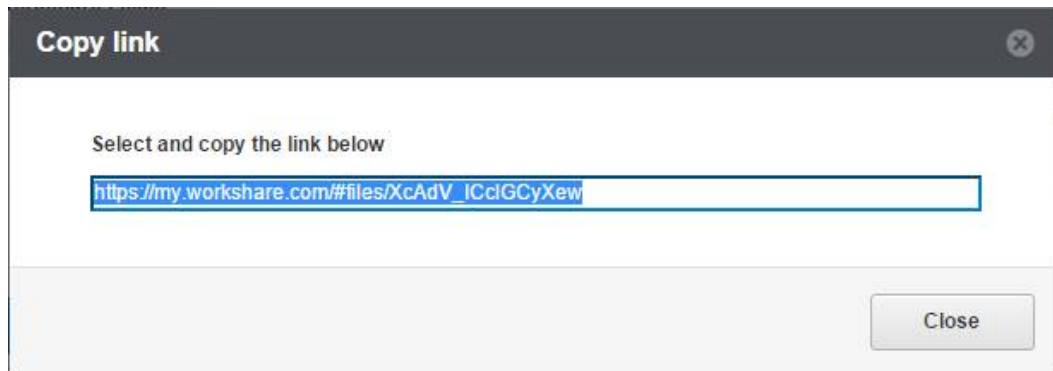 Copy link
Select and copy the link below
https://my.workshare.com/#files/XcAdV_ICclGCyXew
Close